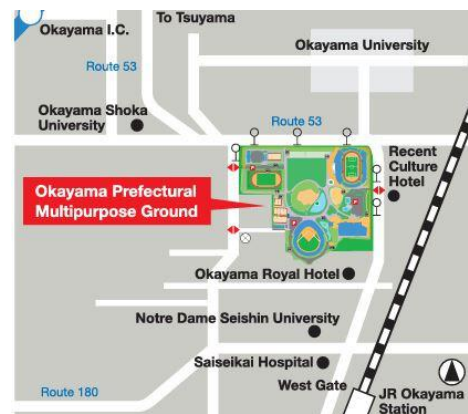 To Tsuyama
Okayama I.C.
Okayama University
Route 53
Okayama Shoka
University
Route 53
Recent
Culture
Hotel
Okayama Prefectural
Multipurpose Ground
Okayama Royal Hotel
Notre Dame Seishin University
Saiseikai Hospital
West Gate
Route 180
JR Okayama
Station